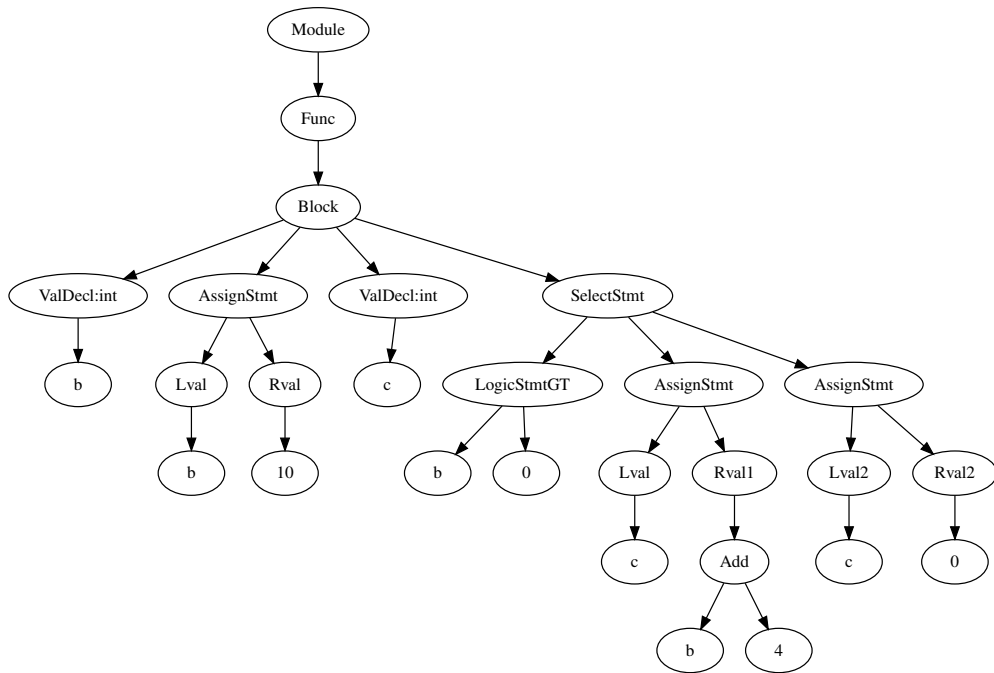 Module
Func
Block
ValDecl:int
AssignStmt
ValDecl:int
SelectStmt
b
Lval
Rval
c
LogicStmtGT
AssignStmt
AssignStmt
b
10
b
0
Lval
Rval1
Lval2
Rval2
c
Add
c
0
b
4